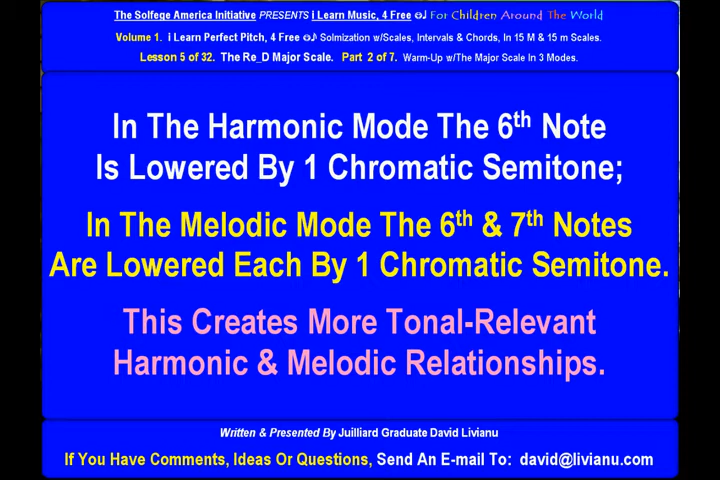 The Solfege America Initiative PRESENTS i Learn Music, 4 Free ☺♪ For Children Around The World
Volume 1. i Learn Perfect Pitch, 4 Free ☺♪ Solmization w/Scales, Intervals & Chords, In 15 M & 15 m Scales.
Lesson 5 of 32. The Re_D Major Scale. Part 2 of 7. Warm-Up w/The Major Scale In 3 Modes.
In The Harmonic Mode The 6th Note
Is Lowered By 1 Chromatic Semitone;
In The Melodic Mode The 6th & 7th Notes
Are Lowered Each By 1 Chromatic Semitone.
This Creates More Tonal-Relevant
Harmonic & Melodic Relationships.
Written & Presented By Juilliard Graduate David Livianu
If You Have Comments, Ideas Or Questions, Send An E-mail To: david@livianu.com